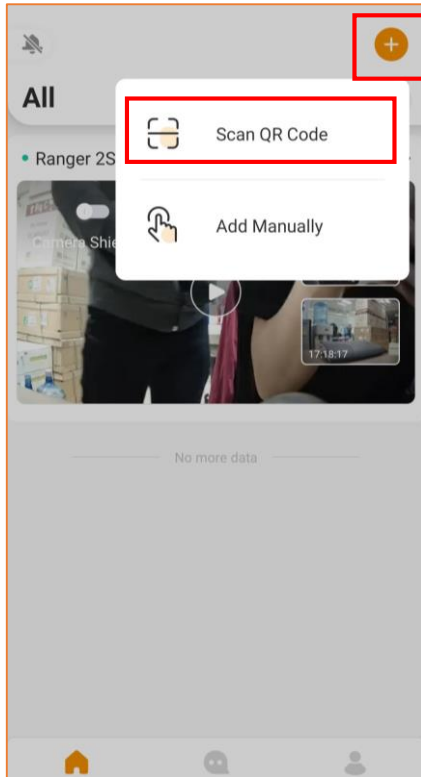 All
Scan QR Code
Ranger 2S
Add Manually
Camera Shie
17:18:17
No more data